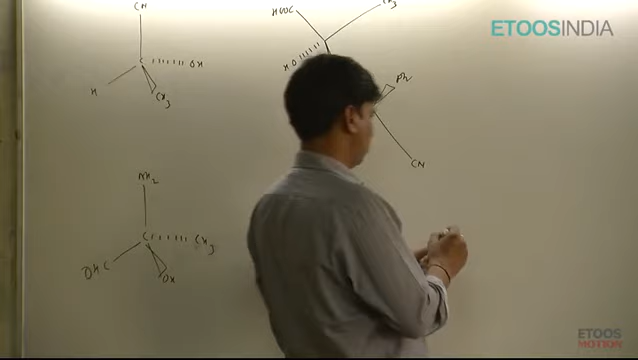 CN
C
OH
H
CH3
HOOC
CH3
HO
Ph
CN
NH2
C
CH3
OHC
OH
ETOOSINDIA
ETOOS
MOTION